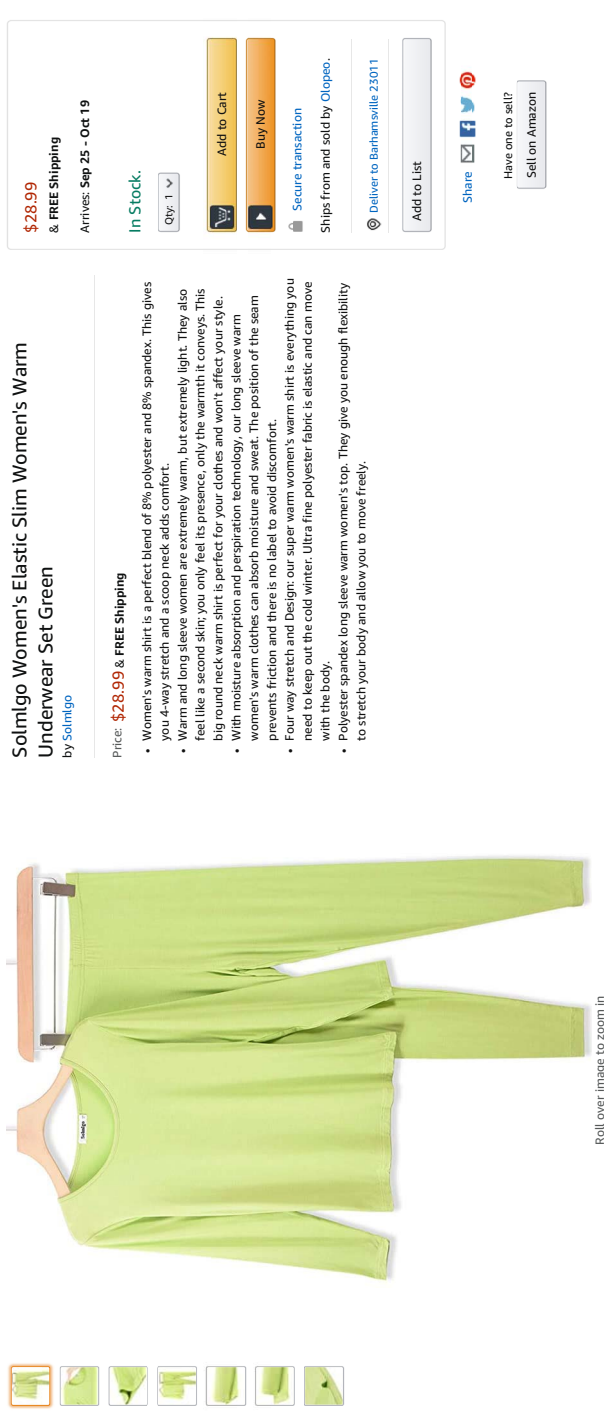 Solmlgo Women's Elastic Slim Women's Warm
Underwear Set Green
by Solmlgo
Price: $28.99 & FREE Shipping
• Women's warm shirt is a perfect blend of 8% polyester and 8% spandex. This gives
you 4-way stretch and a scoop neck adds comfort.
• Warm and long sleeve women are extremely warm, but extremely light. They also
feel like a second skin; you only feel its presence, only the warmth it conveys. This
big round neck warm shirt is perfect for your clothes and won't affect your style.
• With moisture absorption and perspiration technology, our long sleeve warm
women's warm clothes can absorb moisture and sweat. The position of the seam
prevents friction and there is no label to avoid discomfort.
• Four way stretch and Design: our super warm women's warm shirt is everything you
need to keep out the cold winter. Ultra fine polyester fabric is elastic and can move
with the body.
• Polyester spandex long sleeve warm women's top. They give you enough flexibility
to stretch your body and allow you to move freely.
$28.99
& FREE Shipping
Arrives: Sep 25 - Oct 19
In Stock.
Qty: 1
Add to Cart
Buy Now
Secure transaction
Ships from and sold by Olopeo.
Deliver to Barhamsville 23011
Add to List
Share
Have one to sell?
Sell on Amazon
Solmlgo
Roll over image to zoom in